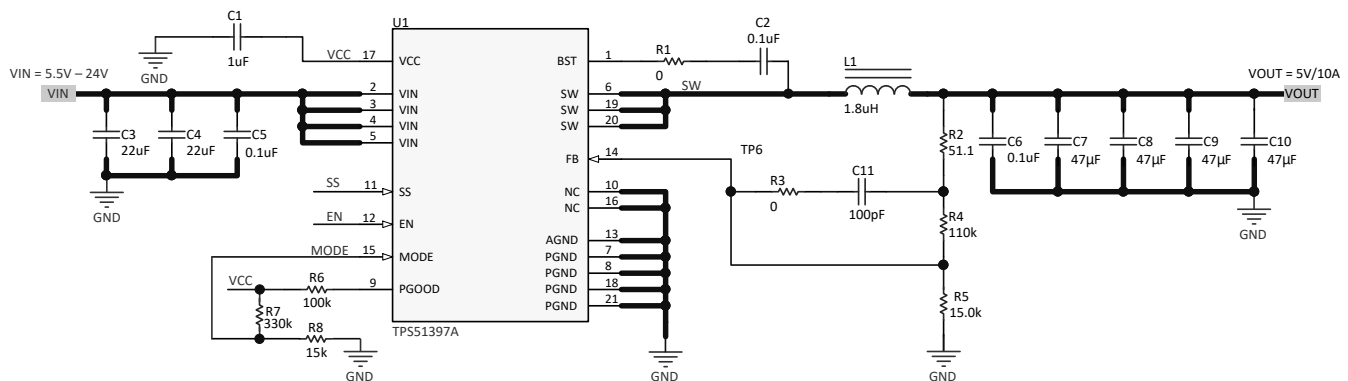 U1
C1
1uF
GND
VCC 17
VCC
VIN = 5.5V – 24V
VIN
2
VIN
3
VIN
4
VIN
5
VIN
C3
22uF
C4
22uF
C5
0.1uF
GND
SS
11
SS
EN
12
EN
MODE
15
MODE
VCC
R6
100k
9
PGOOD
R7
330k
R8
15k
GND
TPS51397A
BST
1
R1
0
C2
0.1uF
SW
6
SW
SW
19
SW
20
L1
1.8uH
VOUT = 5V/10A
VOUT
FB
14
TP6
R3
0
C11
100pF
R2
51.1
R4
110k
R5
15.0k
GND
C6
0.1uF
C7
47µF
C8
47µF
C9
47µF
C10
47µF
GND
NC
10
NC
16
AGND
13
PGND
7
PGND
8
PGND
18
PGND
21
GND